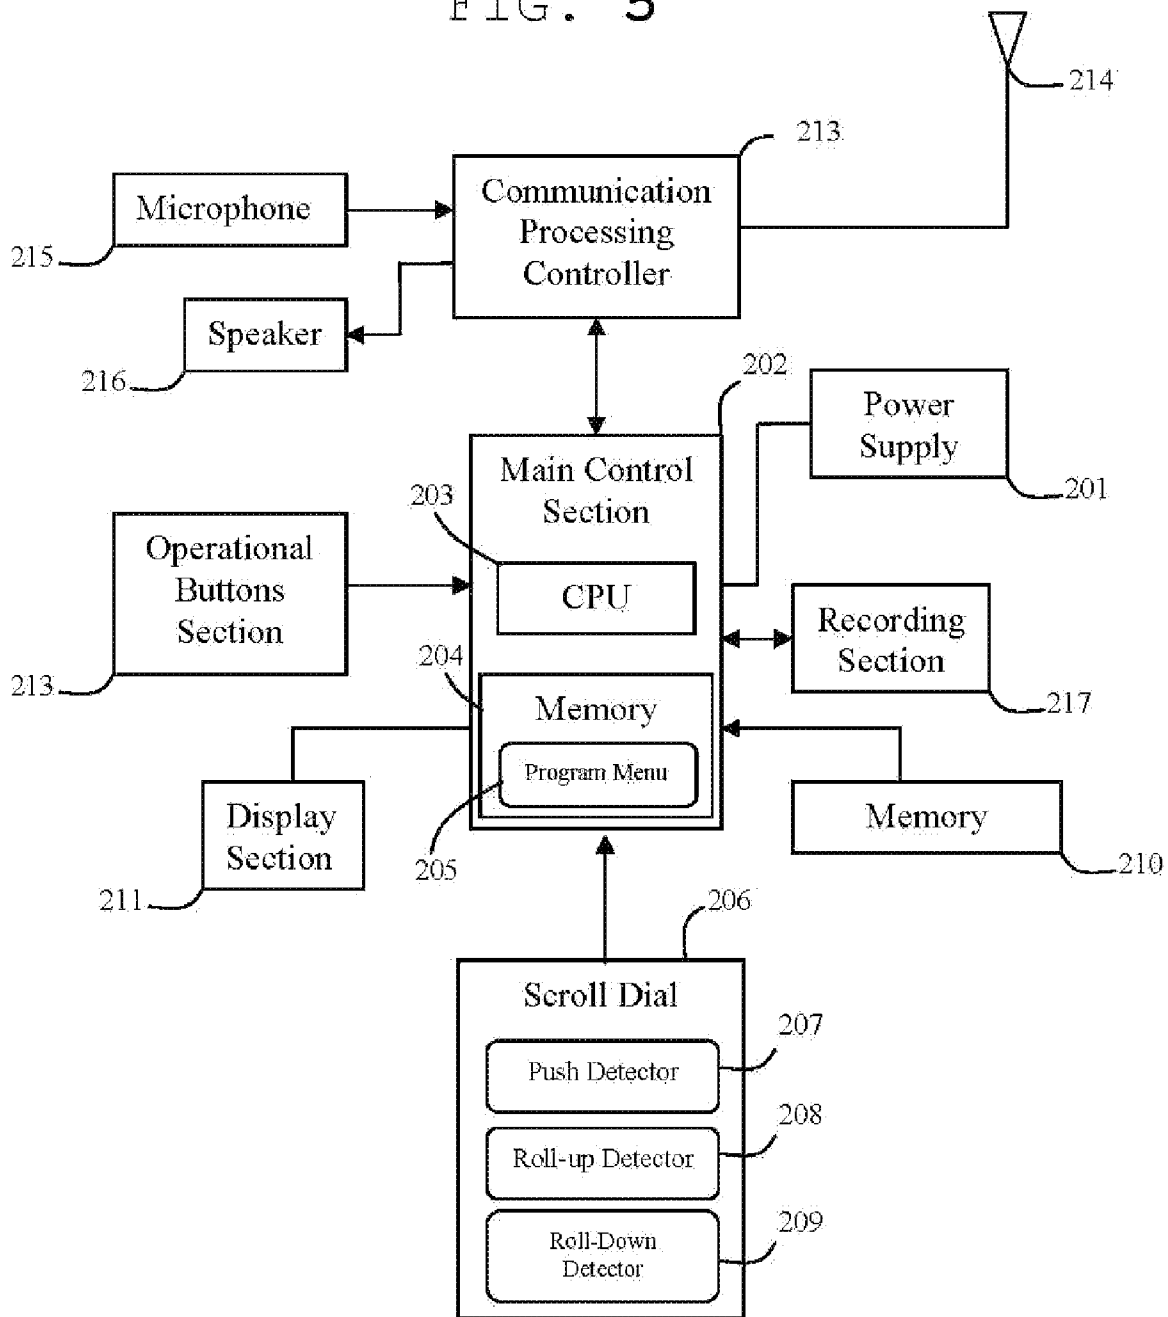 FIG. 5
214
213
Communication
Processing
Controller
Microphone
215
Speaker
216
202
Power
Supply
201
Main Control
Section
203
CPU
Operational
Buttons
Section
213
Recording
Section
217
204
Memory
Program Menu
205
Display
Section
211
Memory
210
206
Scroll Dial
207
Push Detector
208
Roll-up Detector
209
Roll-Down
Detector